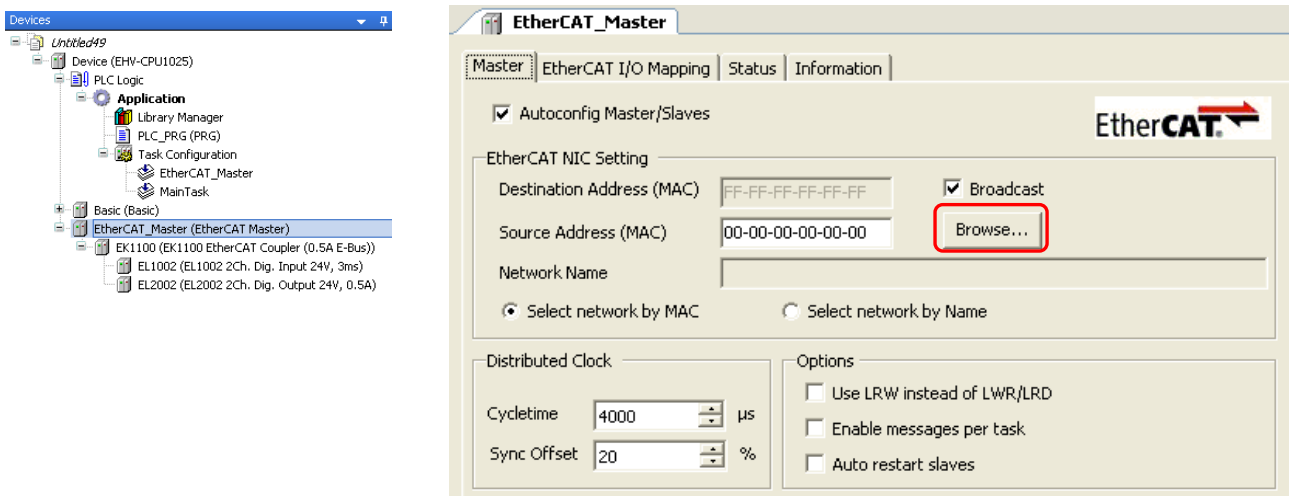 Devices
Untitled49
Device (EHV-CPU1025)
PLC Logic
Application
Library Manager
PLC_PRG (PRG)
Task Configuration
EtherCAT_Master
MainTask
Basic (Basic)
EtherCAT_Master (EtherCAT Master)
EK1100 (EK1100 EtherCAT Coupler (0.5A E-Bus))
EL1002 (EL1002 2Ch. Dig. Input 24V, 3ms)
EL2002 (EL2002 2Ch. Dig. Output 24V, 0.5A)
EtherCAT_Master
Master EtherCAT I/O Mapping Status Information
Autoconfig Master/Slaves
EtherCAT.
EtherCAT NIC Setting
Destination Address (MAC) FF-FF-FF-FF-FF-FF Broadcast
Source Address (MAC) 00-00-00-00-00-00 Browse...
Network Name
Select network by MAC Select network by Name
Distributed Clock
Cycletime 4000 µs
Sync Offset 20 %
Options
Use LRW instead of LWR/LRD
Enable messages per task
Auto restart slaves